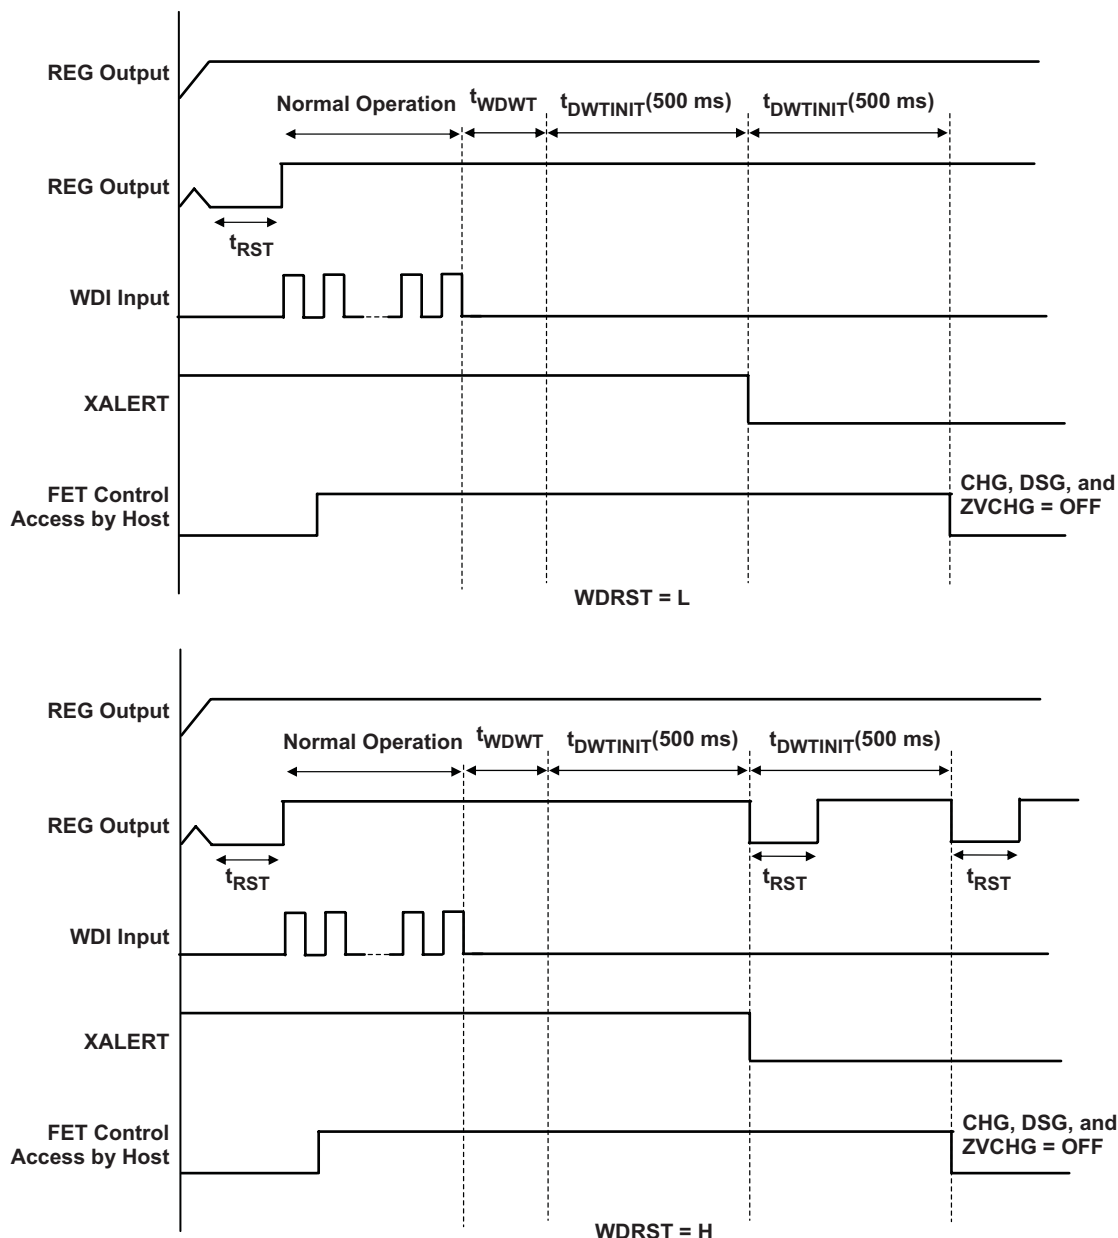 REG Output
Normal Operation
tWDWT
tDWTINIT(500 ms)
tDWTINIT(500 ms)
REG Output
tRST
WDI Input
XALERT
FET Control
Access by Host
CHG, DSG, and
ZVCHG = OFF
WDRST = L
REG Output
Normal Operation
tWDWT
tDWTINIT(500 ms)
tDWTINIT(500 ms)
REG Output
tRST
tRST
tRST
WDI Input
XALERT
FET Control
Access by Host
CHG, DSG, and
ZVCHG = OFF
WDRST = H